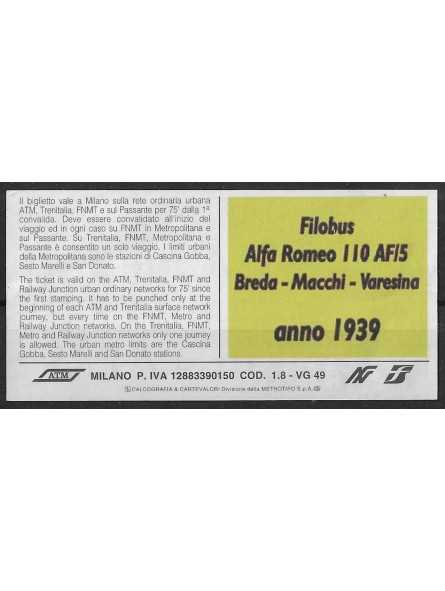 Il biglietto vale a Milano sulla rete ordinaria urbana
ATM, Trenitalia, FNMT e sul Passante per 75' dalla 1ª
convalida. Deve essere convalidato all'inizio del
viaggio ed in ogni caso su FNMT in Metropolitana e
sul Passante. Su Trenitalia, FNMT, Metropolitana e
Passante è consentito un solo viaggio. I limiti urbani
della Metropolitana sono le stazioni di Cascina Gobba,
Sesto Marelli e San Donato.
The ticket is valid on the ATM, Trenitalia, FNMT and
Railway Junction urban ordinary networks for 75' since
the first stamping. It has to be punched only at the
beginning of each ATM and Trenitalia surface network
journey, but every time on the FNMT, Metro and
Railway Junction networks. On the Trenitalia, FNMT,
Metro and Railway Junction networks only one journey
is allowed. The urban metro limits are the Cascina
Gobba, Sesto Marelli and San Donato stations.
Filobus
Alfa Romeo 110 AF/5
Breda - Macchi - Varesina
anno 1939
ATM MILANO P. IVA 12883390150 COD. 1.8 - VG 49
CALCOGRAFIA & CARTEVALORI Divisione della METROTIPO S.p.A.